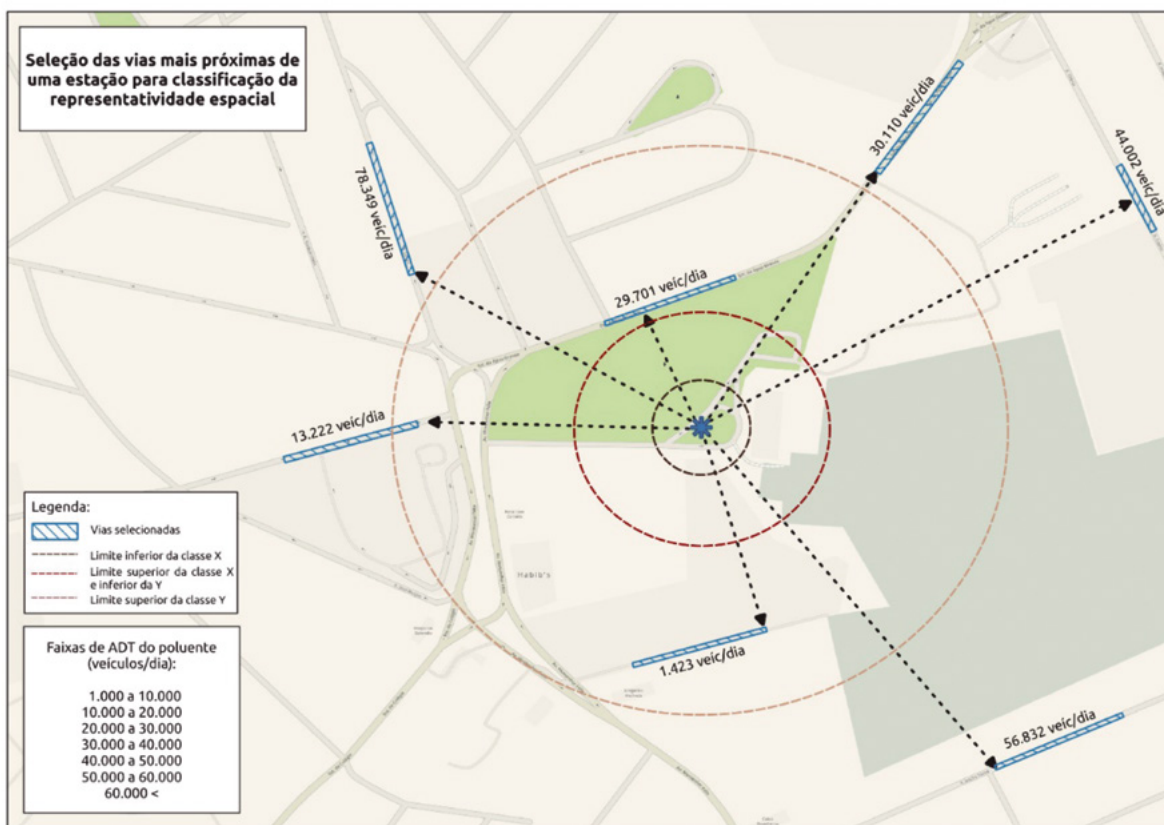 Seleção das vias mais próximas de
uma estação para classificação da
representatividade espacial
78.349 veíc/dia
30.110 veíc/dia
44.002 veíc/dia
29.701 veíc/dia
13.222 veíc/dia
Habib's
1.423 veíc/dia
56.832 veíc/dia
Legenda:
Vias selecionadas
Limite inferior da classe X
Limite superior da classe X
e inferior da Y
Limite superior da classe Y
Faixas de ADT do poluente
(veículos/dia):
1.000 a 10.000
10.000 a 20.000
20.000 a 30.000
30.000 a 40.000
40.000 a 50.000
50.000 a 60.000
60.000 <